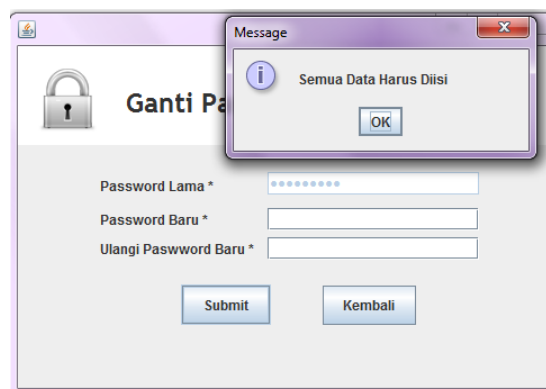 Message
Semua Data Harus Diisi
OK
Ganti Pa
Password Lama *
Password Baru *
Ulangi Paswword Baru *
Submit
Kembali